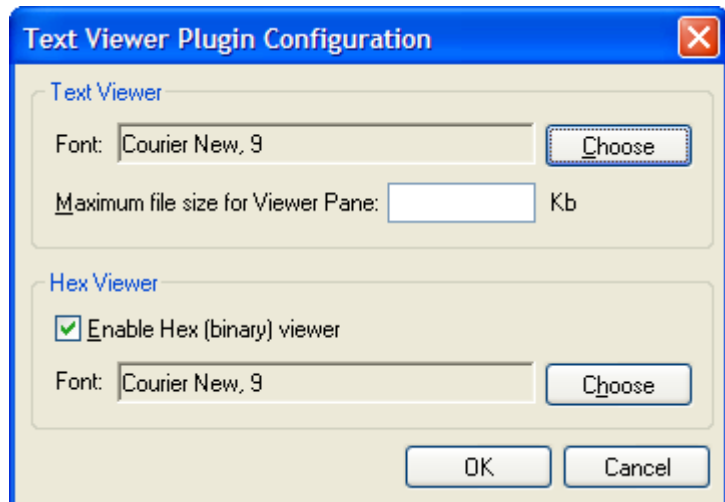 Text Viewer Plugin Configuration
Text Viewer
Font: Courier New, 9 Choose
Maximum file size for Viewer Pane: Kb
Hex Viewer
Enable Hex (binary) viewer
Font: Courier New, 9 Choose
OK Cancel